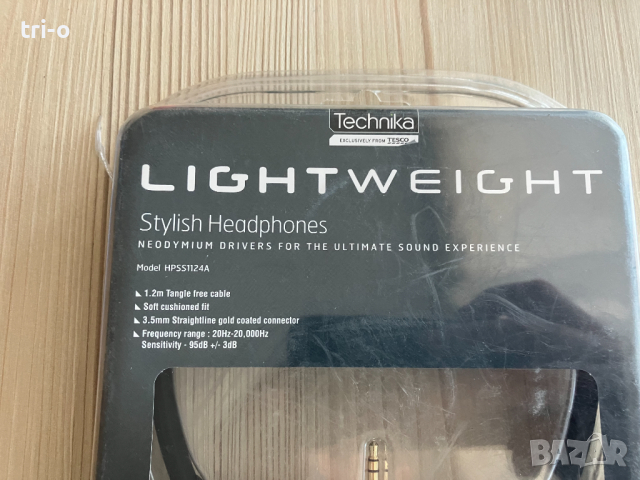 tri-o
Technika
EXCLUSIVELY FROM TESCO
LIGHTWEIGHT
Stylish Headphones
NEODYMIUM DRIVERS FOR THE ULTIMATE SOUND EXPERIENCE
Model HPSS1124A
1.2m Tangle free cable
Soft cushioned fit
3.5mm Straightline gold coated connector
Frequency range : 20Hz-20,000Hz
Sensitivity - 95dB +/- 3dB
BAZAR